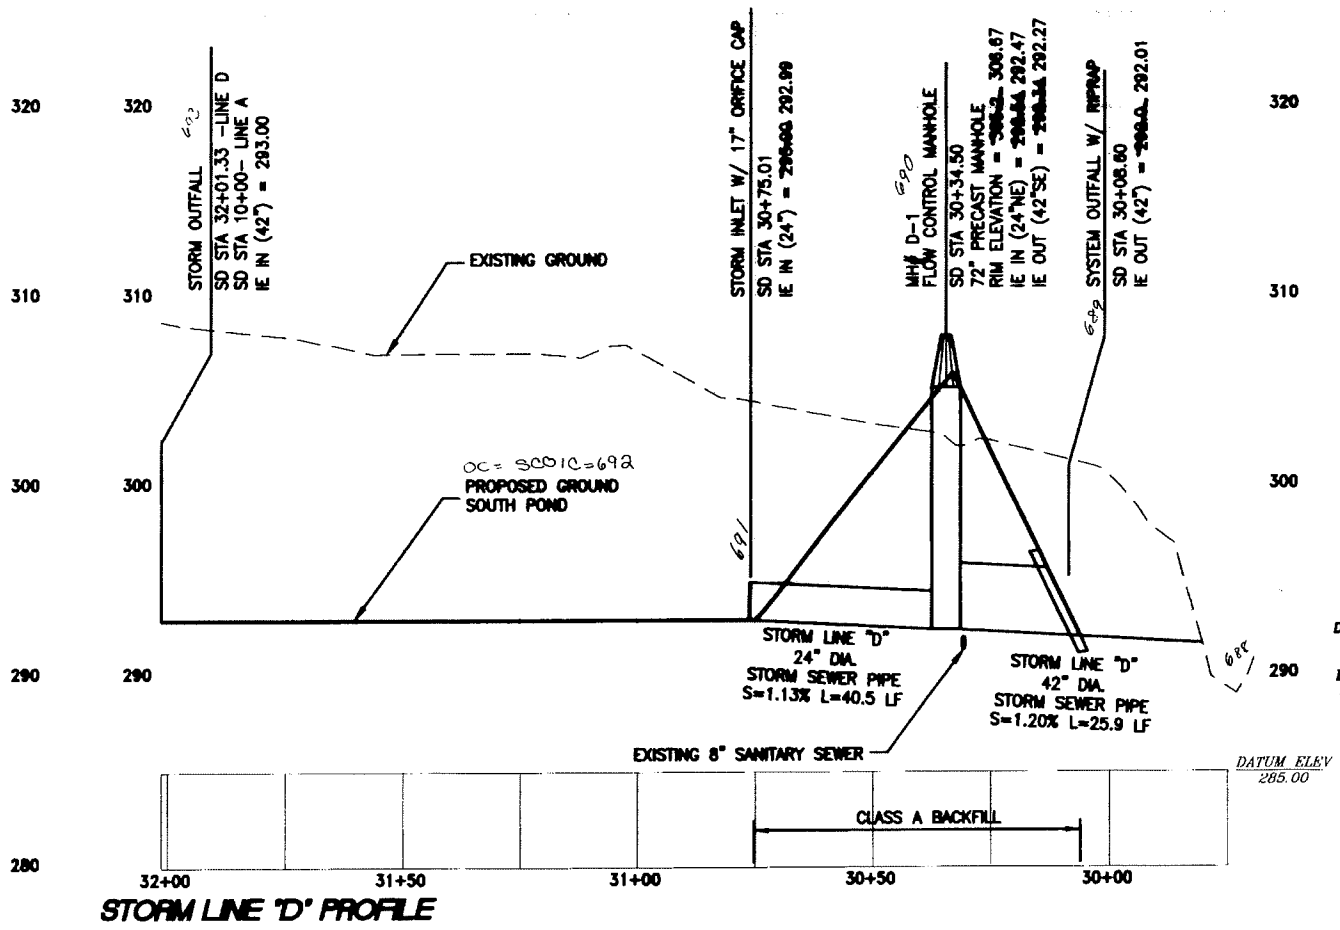 STORM OUTFALL
SD STA 32+01.33 -LINE D
SD STA 10+00- LINE A
IE IN (42") = 293.00
STORM INLET W/ 17" ORIFICE CAP
SD STA 30+75.01
IE IN (24") = 292.99
690
MH# D-1
FLOW CONTROL MANHOLE
SD STA 30+34.50
72" PRECAST MANHOLE
RIM ELEVATION = 306.67
IE IN (24"NE) = 292.47
IE OUT (42"SE) = 292.27
689
SYSTEM OUTFALL W/ RIPRAP
SD STA 30+08.60
IE OUT (42") = 292.01
320
320
320
310
310
310
300
300
300
290
290
290
280
EXISTING GROUND
PROPOSED GROUND
SOUTH POND
691
688
STORM LINE "D"
24" DIA.
STORM SEWER PIPE
S=1.13% L=40.5 LF
STORM LINE "D"
42" DIA.
STORM SEWER PIPE
S=1.20% L=25.9 LF
EXISTING 8" SANITARY SEWER
DATUM ELEV
285.00
CLASS A BACKFILL
32+00
31+50
31+00
30+50
30+00
STORM LINE "D" PROFILE